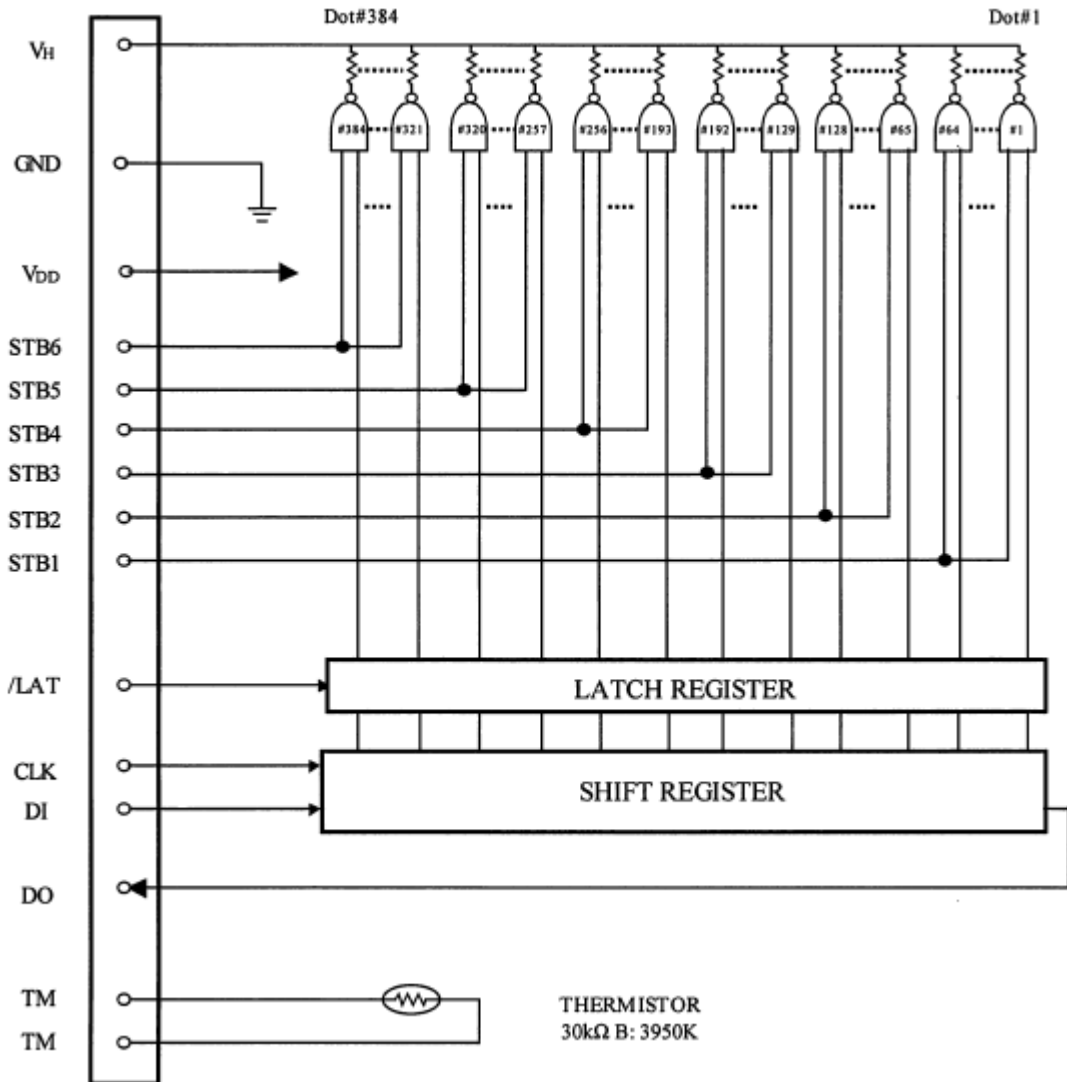 Dot#384 Dot#1
VH
#384 #321 #320 #257 #256 #193 #192 #129 #128 #65 #64 #1
GND
VDD
STB6
STB5
STB4
STB3
STB2
STB1
/LAT LATCH REGISTER
CLK
SHIFT REGISTER
DI
DO
TM THERMISTOR
30kΩ B: 3950K
TM